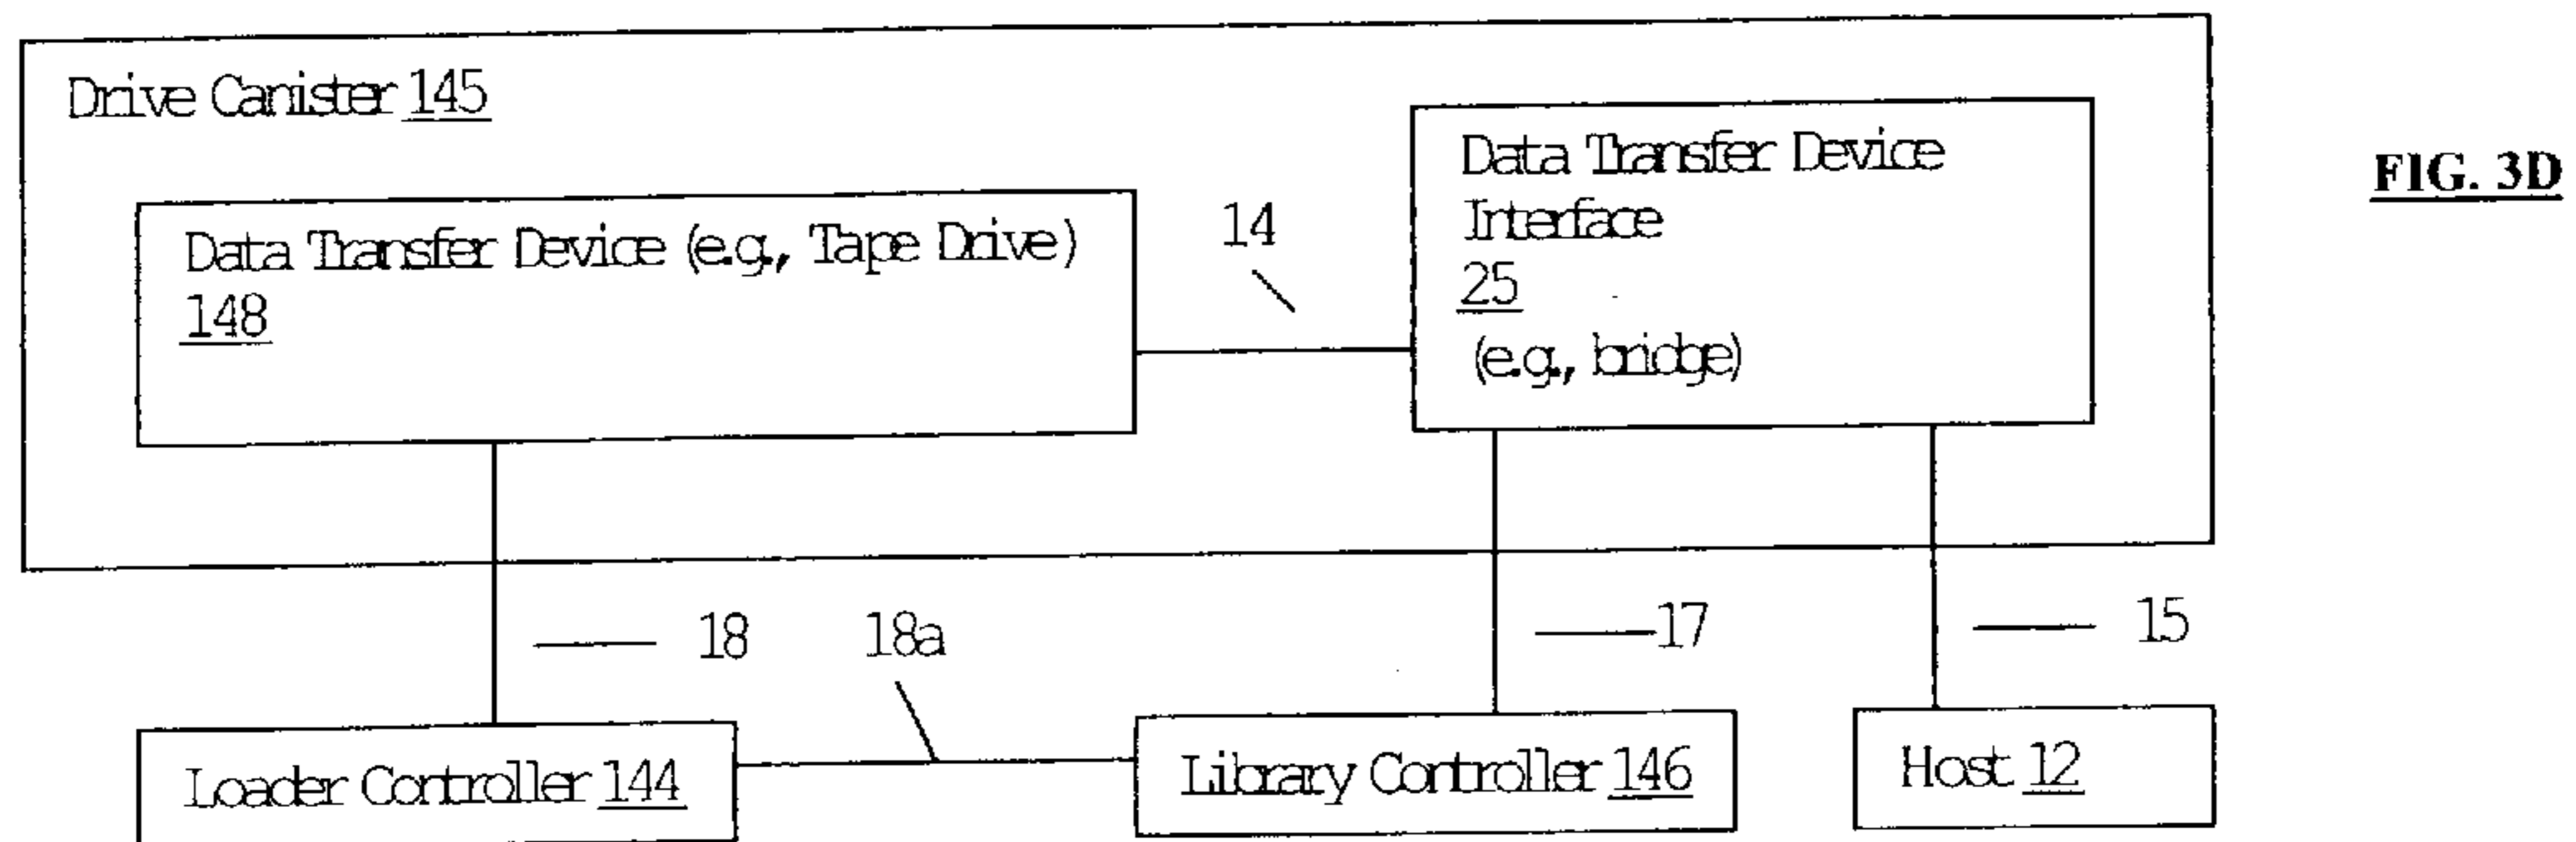 Drive Canister 145
FIG. 3D
Data Transfer Device
Interface
25
(e.g., bridge)
14
Data Transfer Device (e.g., Tape Drive)
148
18
18a
17
15
Loader Controller 144
Library Controller 146
Host 12